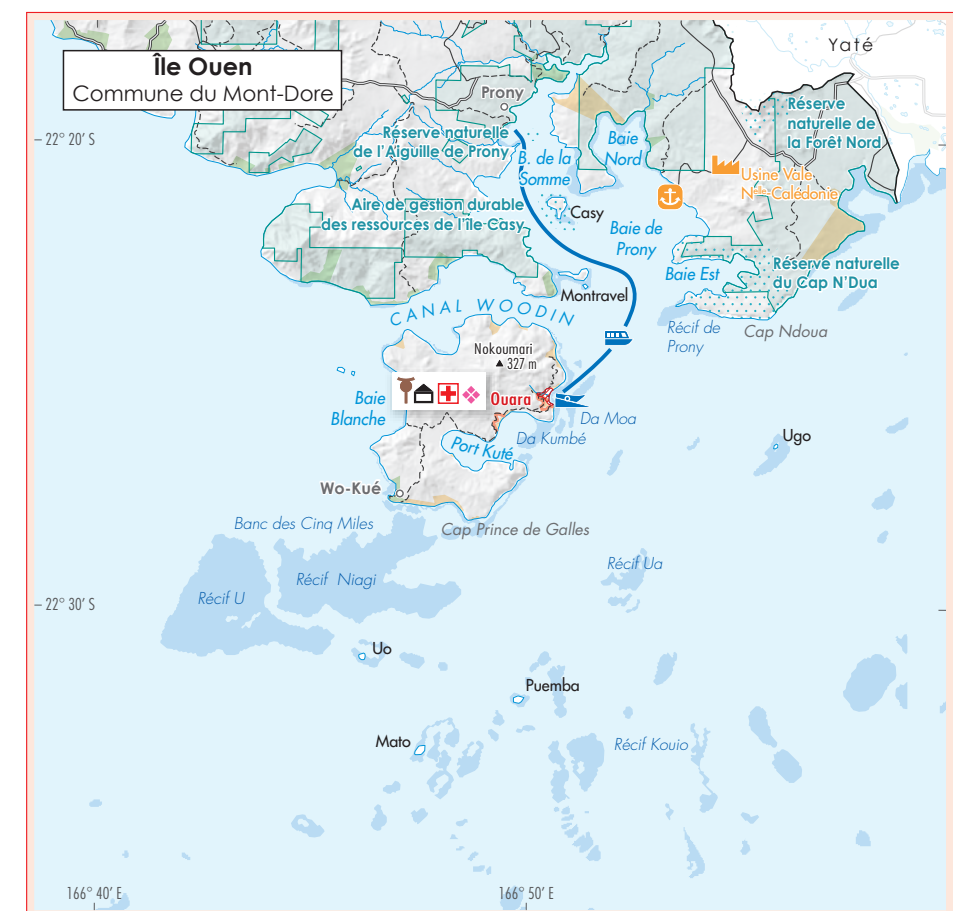 Île Ouen
Commune du Mont-Dore
Yaté
Prony
Réserve
naturelle de
la Forêt Nord
22° 20' S
Réserve naturelle
de l'Aiguille de Prony
Baie
Nord
B. de la
Somme
Usine Vale
Nlle-Calédonie
Aire de gestion durable
des ressources de l'île Casy
Casy
Baie de
Prony
Baie Est
Réserve naturelle
du Cap N'Dua
Montravel
CANAL WOODIN
Récif de
Prony
Cap Ndoua
Nokoumari
327 m
Baie
Blanche
Ouara
Da Moa
Da Kumbé
Ugo
Port Kuté
Wo-Kué
Banc des Cinq Miles
Cap Prince de Galles
Récif U
Récif Niagi
Récif Ua
22° 30' S
Uo
Puemba
Mato
Récif Kouio
166° 40' E
166° 50' E